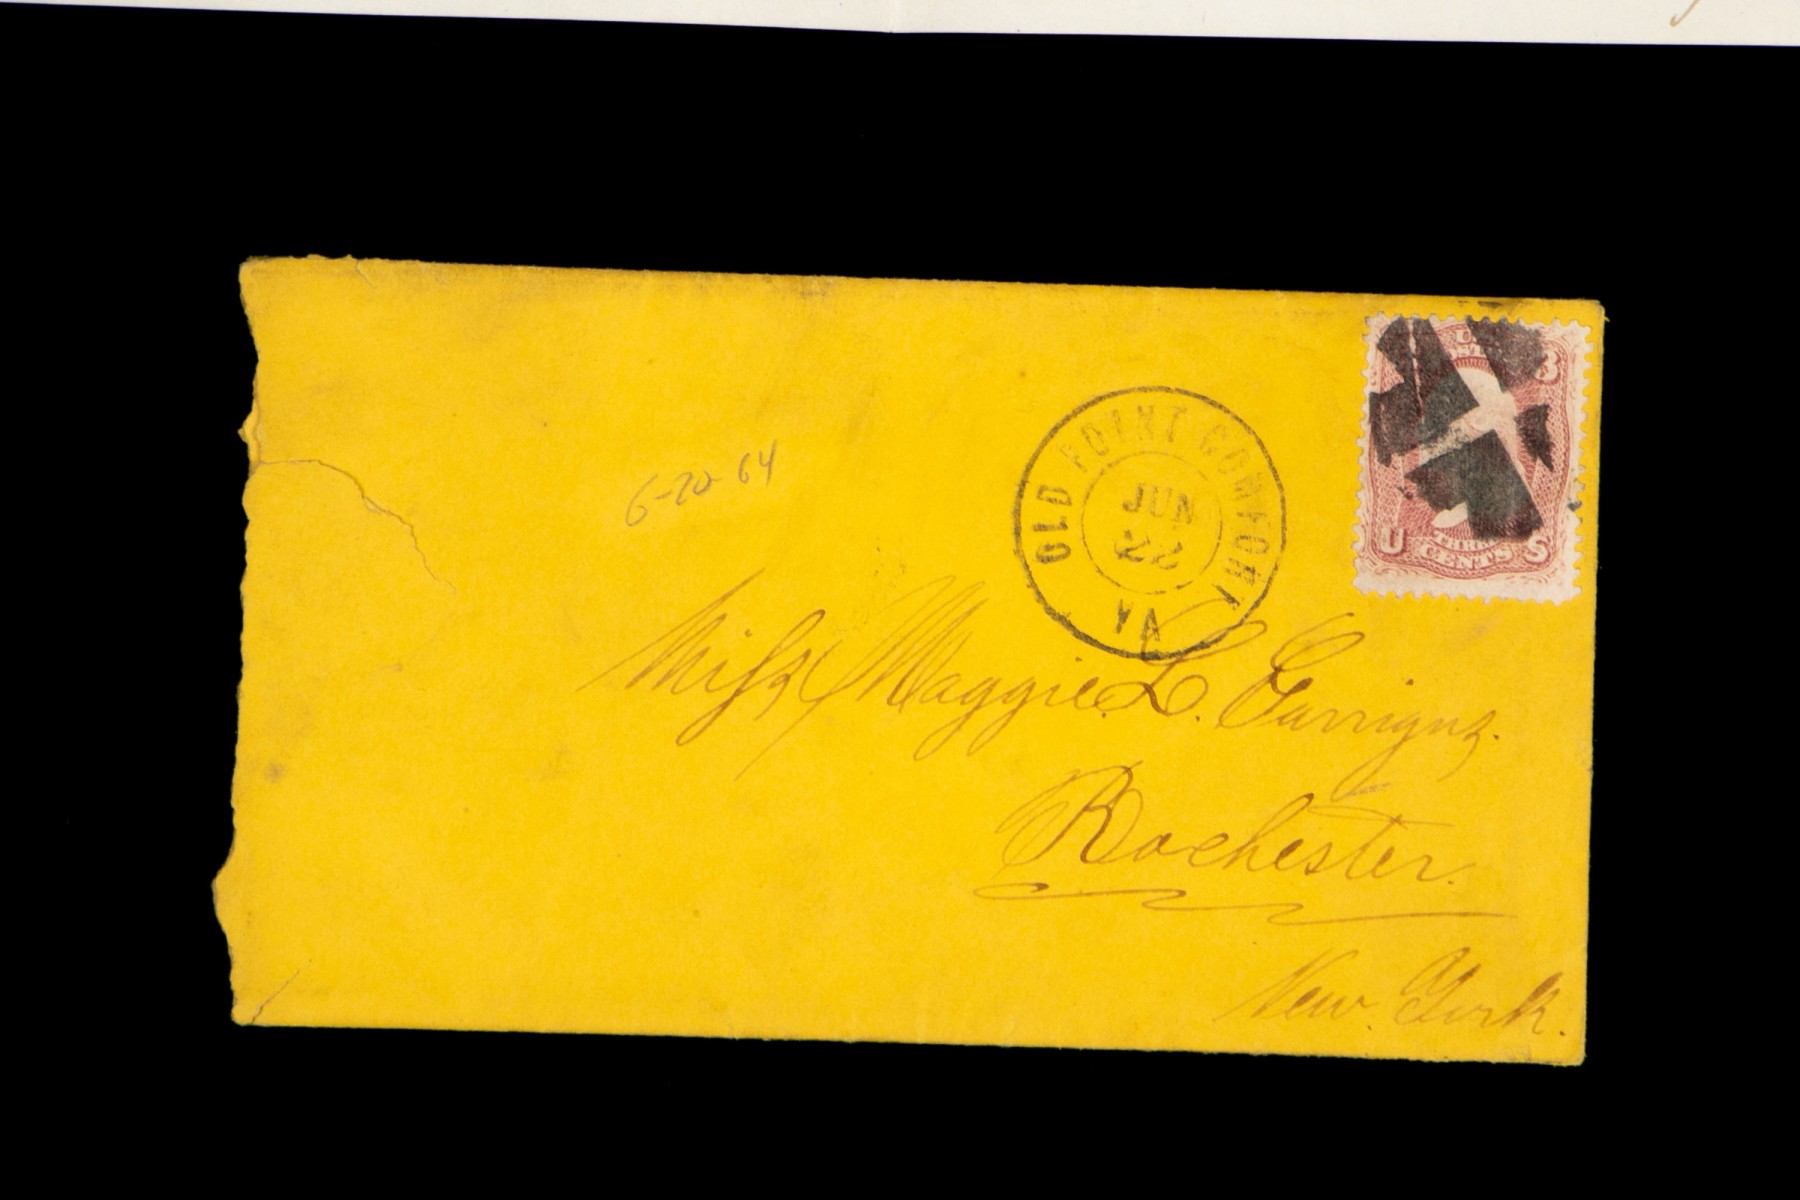 6-20-64
OLD POINT COMFORT
JUN
22
VA
U 3
U THREE S
CENTS
Miss Maggie L.
Rochester.
New York.